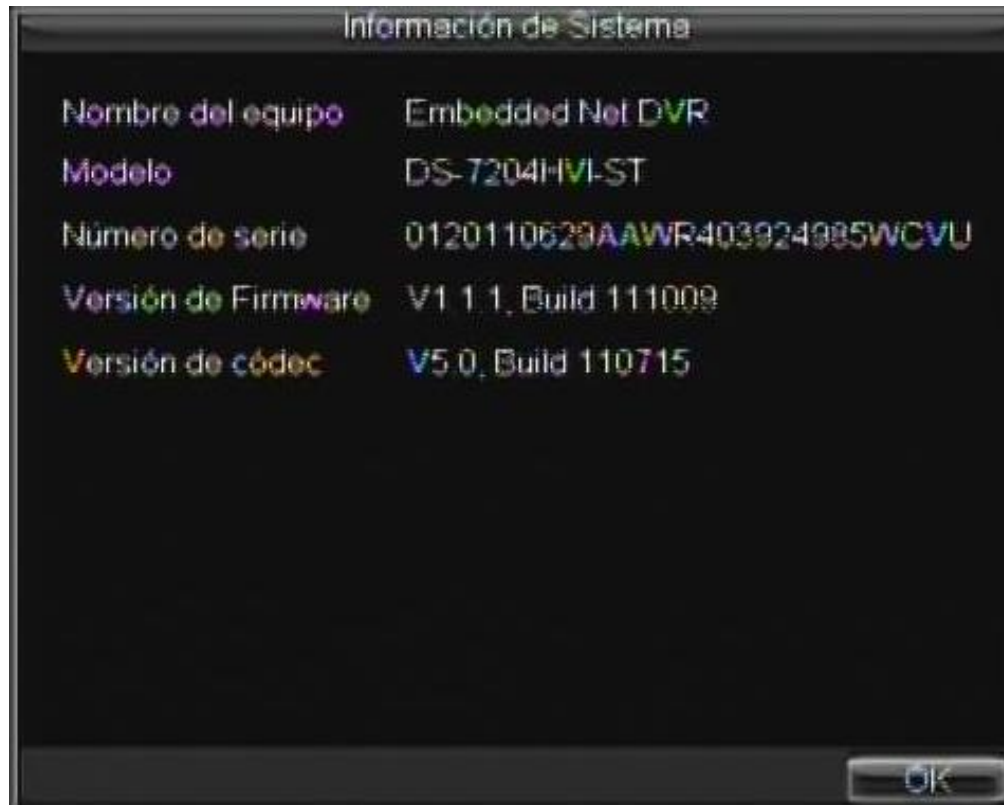 Información de Sistema
Nombre del equipo Embedded Net DVR
Modelo DS-7204HVI-ST
Número de serie 0120110629AAWR403924985WCVU
Versión de Firmware V1.1.1, Build 111009
Versión de códec V5.0, Build 110715
OK